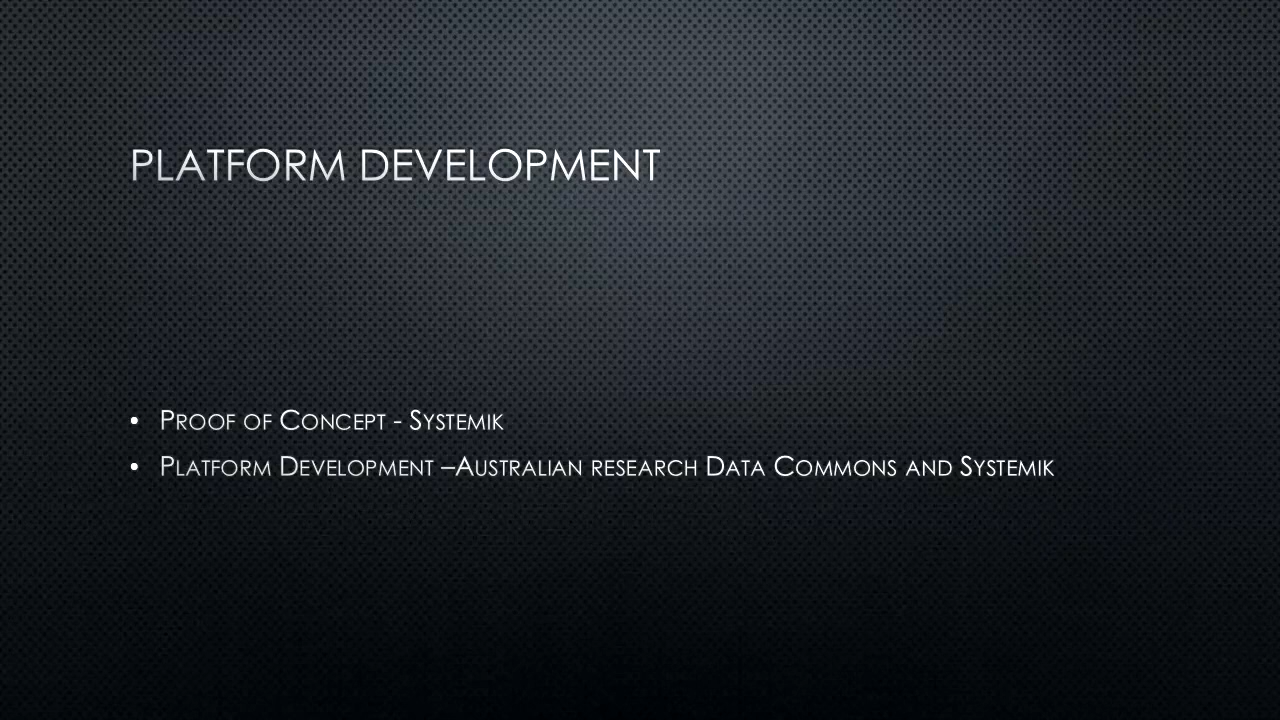 PLATFORM DEVELOPMENT
• Proof of Concept - Systemik
• Platform Development –Australian research Data Commons and Systemik